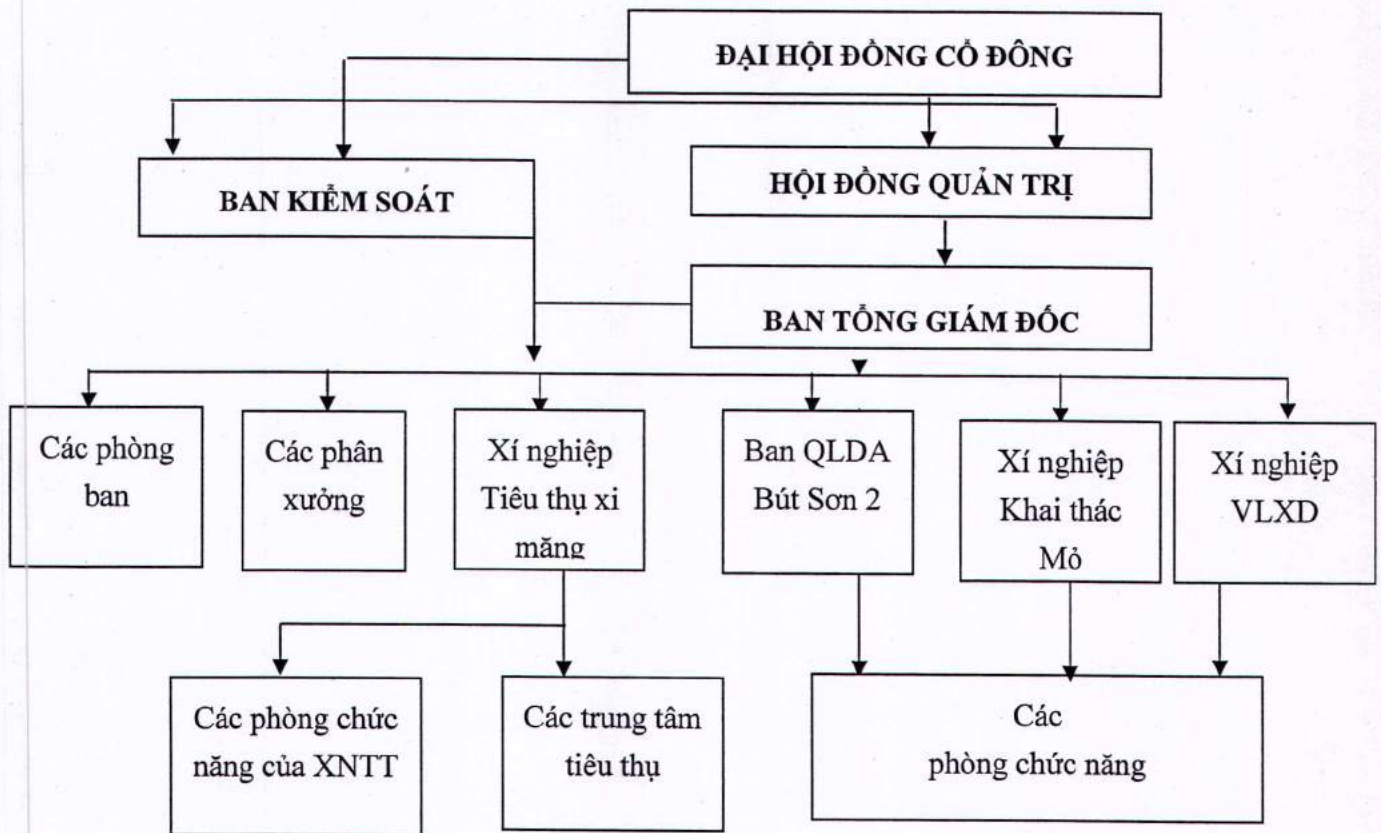 ĐẠI HỘI ĐỒNG CỔ ĐÔNG
BAN KIỂM SOÁT
HỘI ĐỒNG QUẢN TRỊ
BAN TỔNG GIÁM ĐỐC
Các phòng
ban
Các phân
xưởng
Xí nghiệp
Tiêu thụ xi
măng
Ban QLDA
Bút Sơn 2
Xí nghiệp
Khai thác
Mỏ
Xí nghiệp
VLXD
Các phòng chức
năng của XNTT
Các trung tâm
tiêu thụ
Các
phòng chức năng